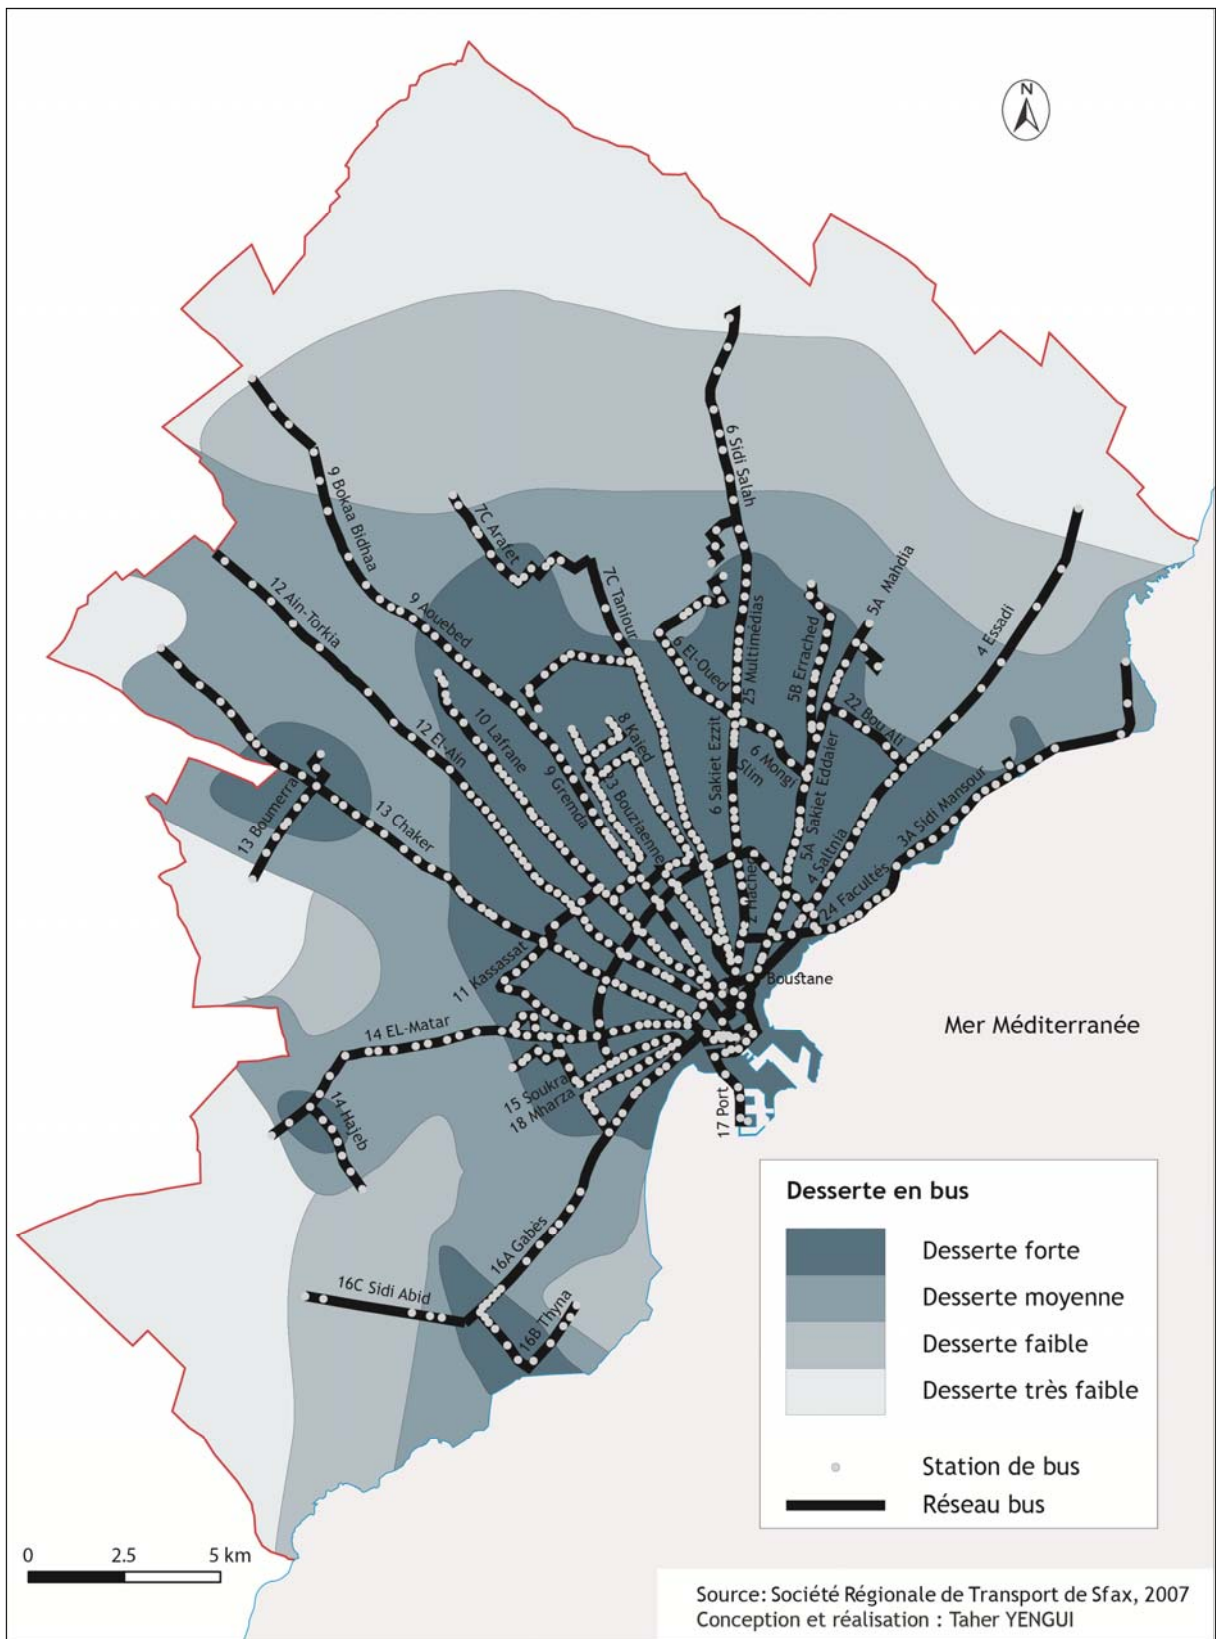 N
6 Sidi Salah
9 Bokaa Bidhaa
7C Arafet
7C Taniour
5A Mahdia
12 Ain-Torkia
9 Aouebed
4 Essadi
6 El-Oued
25 Multimédias
5B Errached
22 Bou Ali
10 Lafrane
8 Kaied
12 El-Ain
6 Sakiet Ezzit
6 Mongi
Slim
9 Gremda
23 Bouziaenne
13 Boumerra
13 Chaker
5A Sakiet Eddaier
3A Sidi Mansour
4 Saltnia
2 Hached
24 Facultés
11 Kassassat
Boustane
14 EL-Matar
Mer Méditerranée
15 Soukra
18 Mharza
17 Port
14 Hajeb
16A Gabès
16C Sidi Abid
16B Thyna
Desserte en bus
Desserte forte
Desserte moyenne
Desserte faible
Desserte très faible
Station de bus
Réseau bus
0 2.5 5 km
Source: Société Régionale de Transport de Sfax, 2007
Conception et réalisation : Taher YENGUI